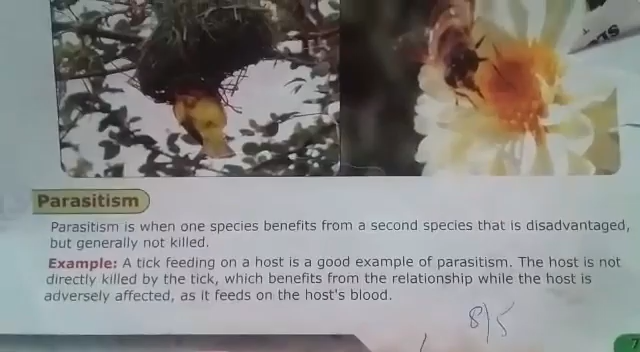 Parasitism
Parasitism is when one species benefits from a second species that is disadvantaged,
but generally not killed.
Example: A tick feeding on a host is a good example of parasitism. The host is not
directly killed by the tick, which benefits from the relationship while the host is
adversely affected, as it feeds on the host's blood.
8/5
7